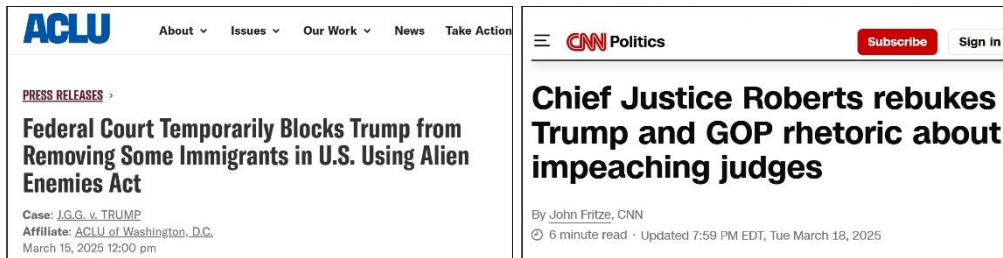 ACLU
About Issues Our Work News Take Action
PRESS RELEASES ›
Federal Court Temporarily Blocks Trump from
Removing Some Immigrants in U.S. Using Alien
Enemies Act
Case: J.G.G. v. TRUMP
Affiliate: ACLU of Washington, D.C.
March 15, 2025 12:00 pm
CNN Politics
Subscribe
Sign in
Chief Justice Roberts rebukes
Trump and GOP rhetoric about
impeaching judges
By John Fritze, CNN
6 minute read · Updated 7:59 PM EDT, Tue March 18, 2025